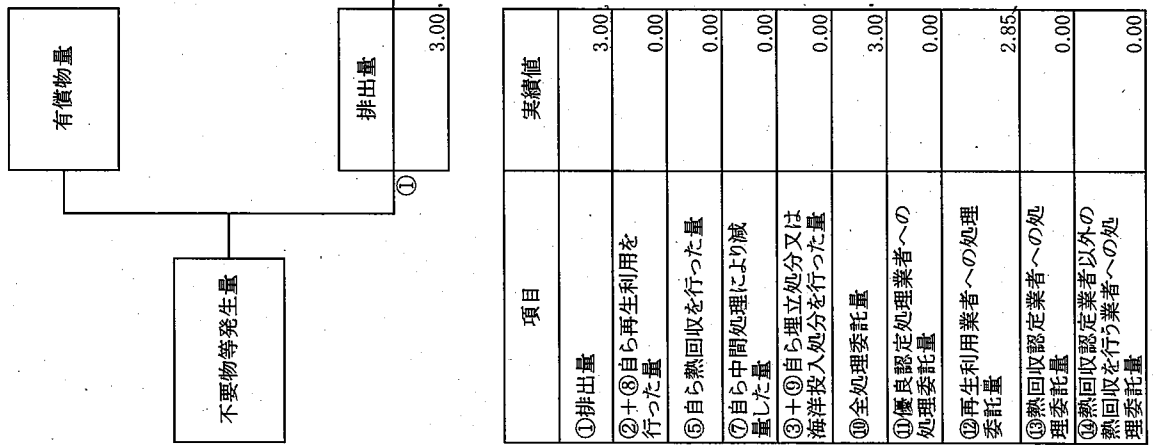 有償物量
不要物等発生量
排出量
①
3.00
項目
実績値
①排出量
3.00
②+⑧自ら再生利用を
行った量
0.00
⑤自ら熱回収を行った量
0.00
⑦自ら中間処理により減
量した量
0.00
③+⑨自ら埋立処分又は
海洋投入処分を行った量
0.00
⑩全処理委託量
3.00
⑪優良認定処理業者への
処理委託量
0.00
⑫再生利用業者への処理
委託量
2.85
⑬熱回収認定業者への処
理委託量
0.00
⑭熱回収認定業者以外の
熱回収を行う業者への処
理委託量
0.00